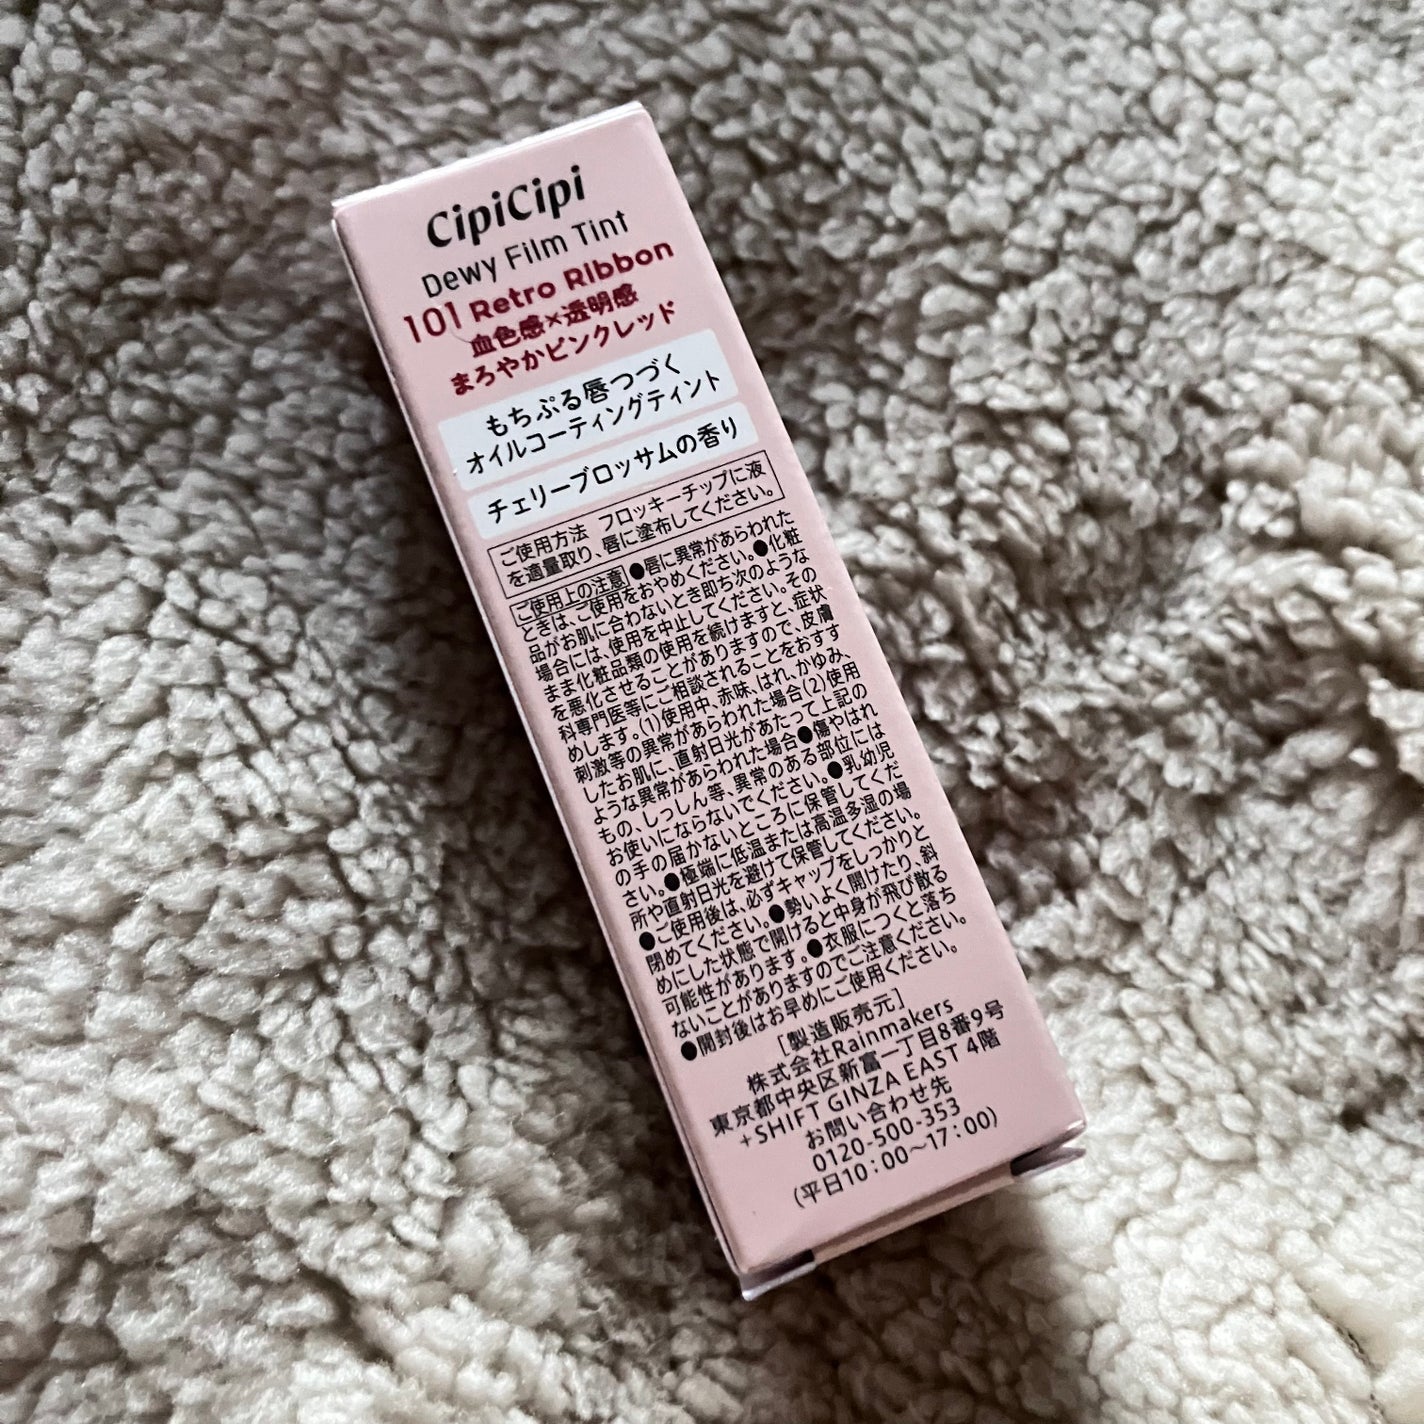 CipiCipi
Dewy Film Tint
101 Retro Ribbon
血色感×透明感
まろやかピンクレッド
もちぷる唇つづく
オイルコーティングティント
チェリーブロッサムの香り
ご使用方法 フロッキーチップに液
を適量取り、唇に塗布してください。
ご使用上の注意 ●唇に異常があらわれた
ときは、ご使用をおやめください。●化粧
品がお肌に合わないとき即ち次のような
場合には、使用を中止してください。その
まま化粧品類の使用を続けますと、症状
を悪化させることがありますので、皮膚
科専門医等にご相談されることをおすす
めします。(1)使用中、赤味、はれ、かゆみ、
刺激等の異常があらわれた場合(2)使用
したお肌に、直射日光があたって上記の
ような異常があらわれた場合●傷やはれ
もの、しっしん等、異常のある部位には
お使いにならないでください。●乳幼児
の手の届かないところに保管してくだ
さい。●極端に低温または高温多湿の場
所や直射日光を避けて保管してください。
●ご使用後は、必ずキャップをしっかりと
閉めてください。●勢いよく開けたり、斜
めにした状態で開けると中身が飛び散る
可能性があります。●衣服につくと落ち
ないことがありますのでご注意ください。
●開封後はお早めにご使用ください。
[製造販売元]
株式会社Rainmakers
東京都中央区新富一丁目8番9号
+SHIFT GINZA EAST 4階
お問い合わせ先
0120-500-353
(平日10：00～17：00)